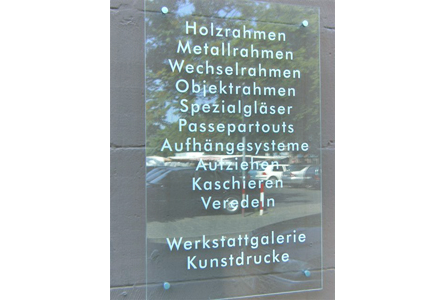 Holzrahmen
Metallrahmen
Wechselrahmen
Objektrahmen
Spezialgläser
Passepartouts
Aufhängesysteme
Aufziehen
Kaschieren
Veredeln
Werkstattgalerie
Kunstdrucke